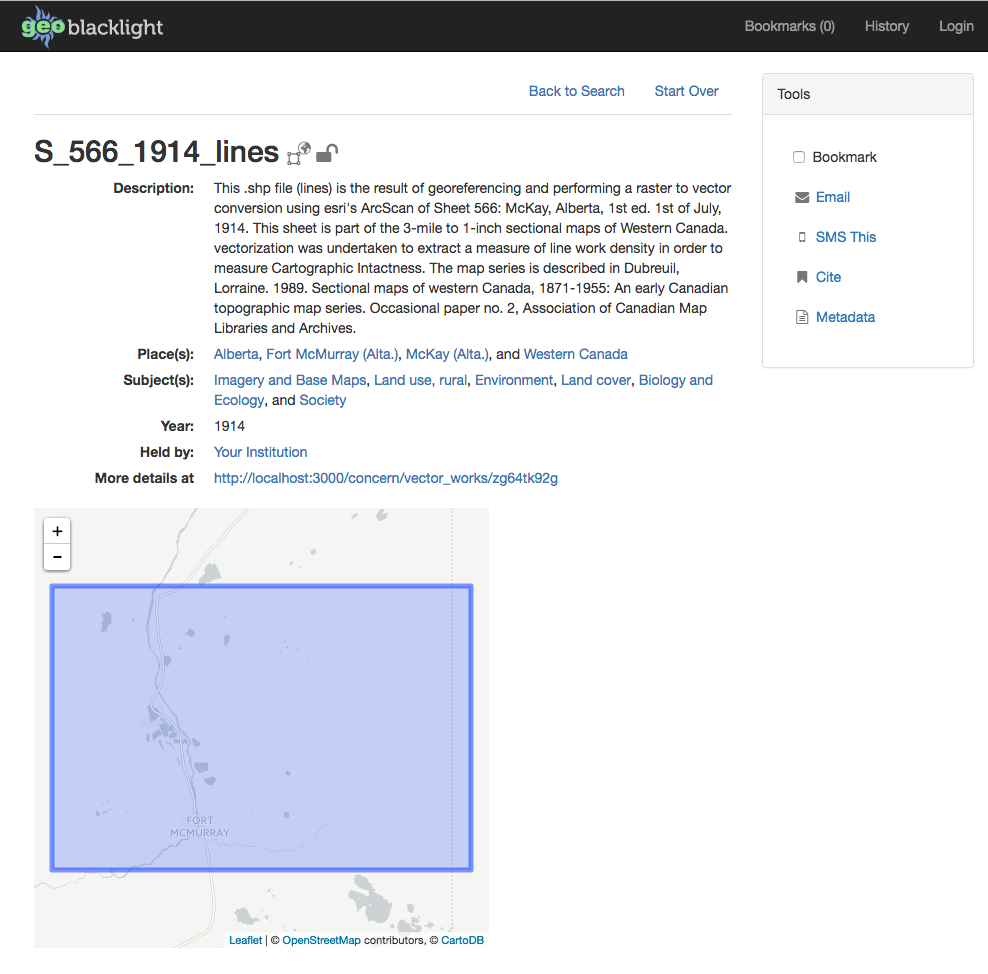 geoblacklight
Bookmarks (0) History Login
Back to Search Start Over
Tools
S_566_1914_lines
Bookmark
Email
SMS This
Cite
Metadata
Description: This .shp file (lines) is the result of georeferencing and performing a raster to vector
conversion using esri's ArcScan of Sheet 566: McKay, Alberta, 1st ed. 1st of July,
1914. This sheet is part of the 3-mile to 1-inch sectional maps of Western Canada.
vectorization was undertaken to extract a measure of line work density in order to
measure Cartographic Intactness. The map series is described in Dubreuil,
Lorraine. 1989. Sectional maps of western Canada, 1871-1955: An early Canadian
topographic map series. Occasional paper no. 2, Association of Canadian Map
Libraries and Archives.
Place(s): Alberta, Fort McMurray (Alta.), McKay (Alta.), and Western Canada
Subject(s): Imagery and Base Maps, Land use, rural, Environment, Land cover, Biology and
Ecology, and Society
Year: 1914
Held by: Your Institution
More details at http://localhost:3000/concern/vector_works/zg64tk92g
+
−
FORT
MCMURRAY
Leaflet | © OpenStreetMap contributors, © CartoDB